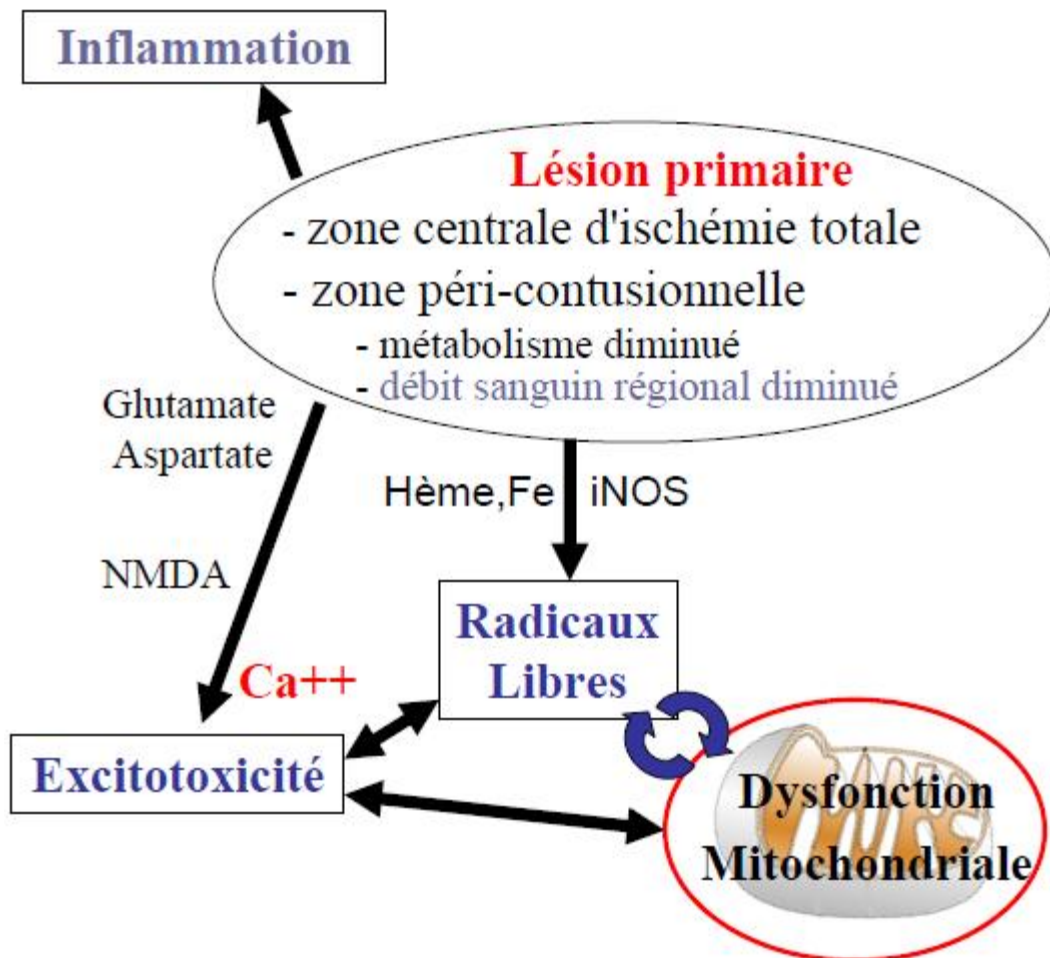 Inflammation
Lésion primaire
- zone centrale d'ischémie totale
- zone péri-contusionnelle
- métabolisme diminué
- débit sanguin régional diminué
Glutamate
Aspartate
Hème,Fe iNOS
NMDA
Radicaux
Libres
Ca++
Excitotoxicité
Dysfonction
Mitochondriale